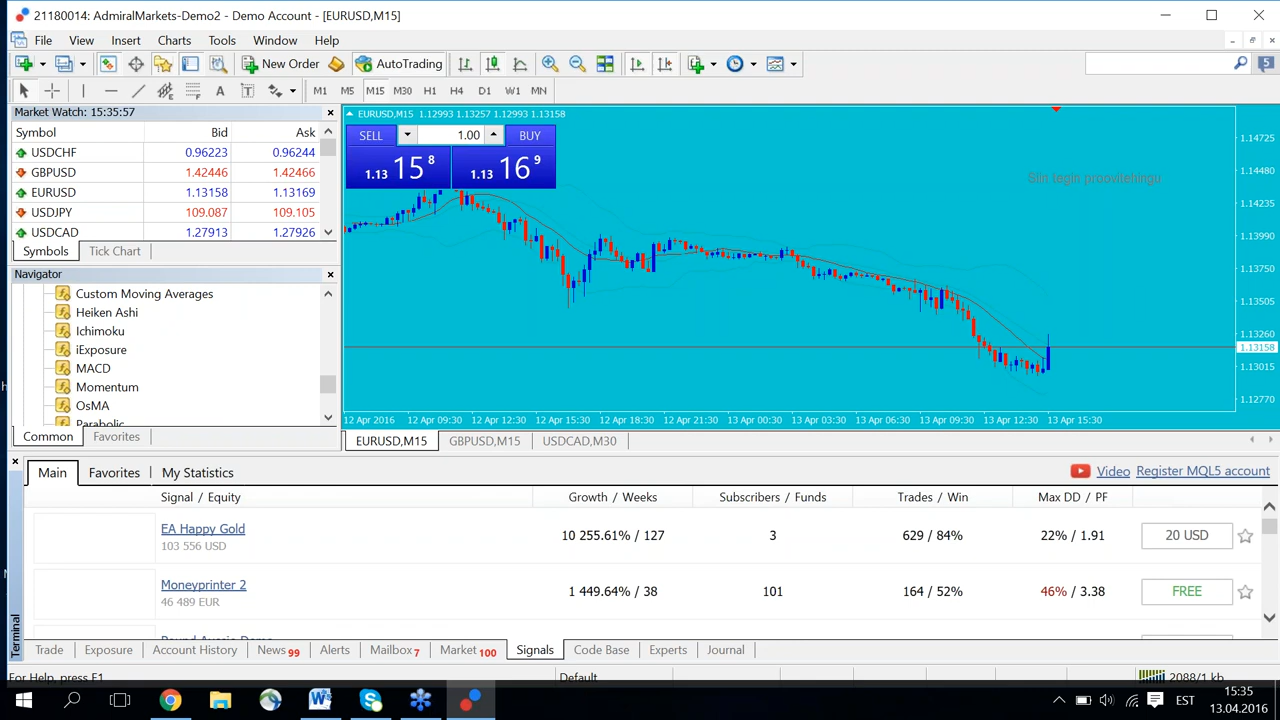 21180014: AdmiralMarkets-Demo2 - Demo Account - [EURUSD,M15]
File View Insert Charts Tools Window Help
New Order AutoTrading 5
A T M1 M5 M15 M30 H1 H4 D1 W1 MN
Market Watch: 15:35:57
Symbol Bid Ask
USDCHF 0.96223 0.96244
GBPUSD 1.42446 1.42466
EURUSD 1.13158 1.13169
USDJPY 109.087 109.105
USDCAD 1.27913 1.27926
Symbols Tick Chart
Navigator
Custom Moving Averages
Heiken Ashi
Ichimoku
iExposure
MACD
Momentum
OsMA
Parabolic
Common Favorites
EURUSD,M15 1.12993 1.13257 1.12993 1.13158
SELL 1.00 BUY
1.13 15 8 1.13 16 9
Siin tegin proovitehingu
1.14725
1.14480
1.14235
1.13990
1.13750
1.13505
1.13260
1.13158
1.13015
1.12770
12 Apr 2016 12 Apr 09:30 12 Apr 12:30 12 Apr 15:30 12 Apr 18:30 12 Apr 21:30 13 Apr 00:30 13 Apr 03:30 13 Apr 06:30 13 Apr 09:30 13 Apr 12:30 13 Apr 15:30
EURUSD,M15 GBPUSD,M15 USDCAD,M30
Main Favorites My Statistics Video Register MQL5 account
Signal / Equity Growth / Weeks Subscribers / Funds Trades / Win Max DD / PF
EA Happy Gold 10 255.61% / 127 3 629 / 84% 22% / 1.91 20 USD
103 556 USD
Moneyprinter 2 1 449.64% / 38 101 164 / 52% 46% / 3.38 FREE
46 489 EUR
Terminal
Trade Exposure Account History News 99 Alerts Mailbox 7 Market 100 Signals Code Base Experts Journal
For Help, press F1 Default 2088/1 kb
EST 15:35
13.04.2016